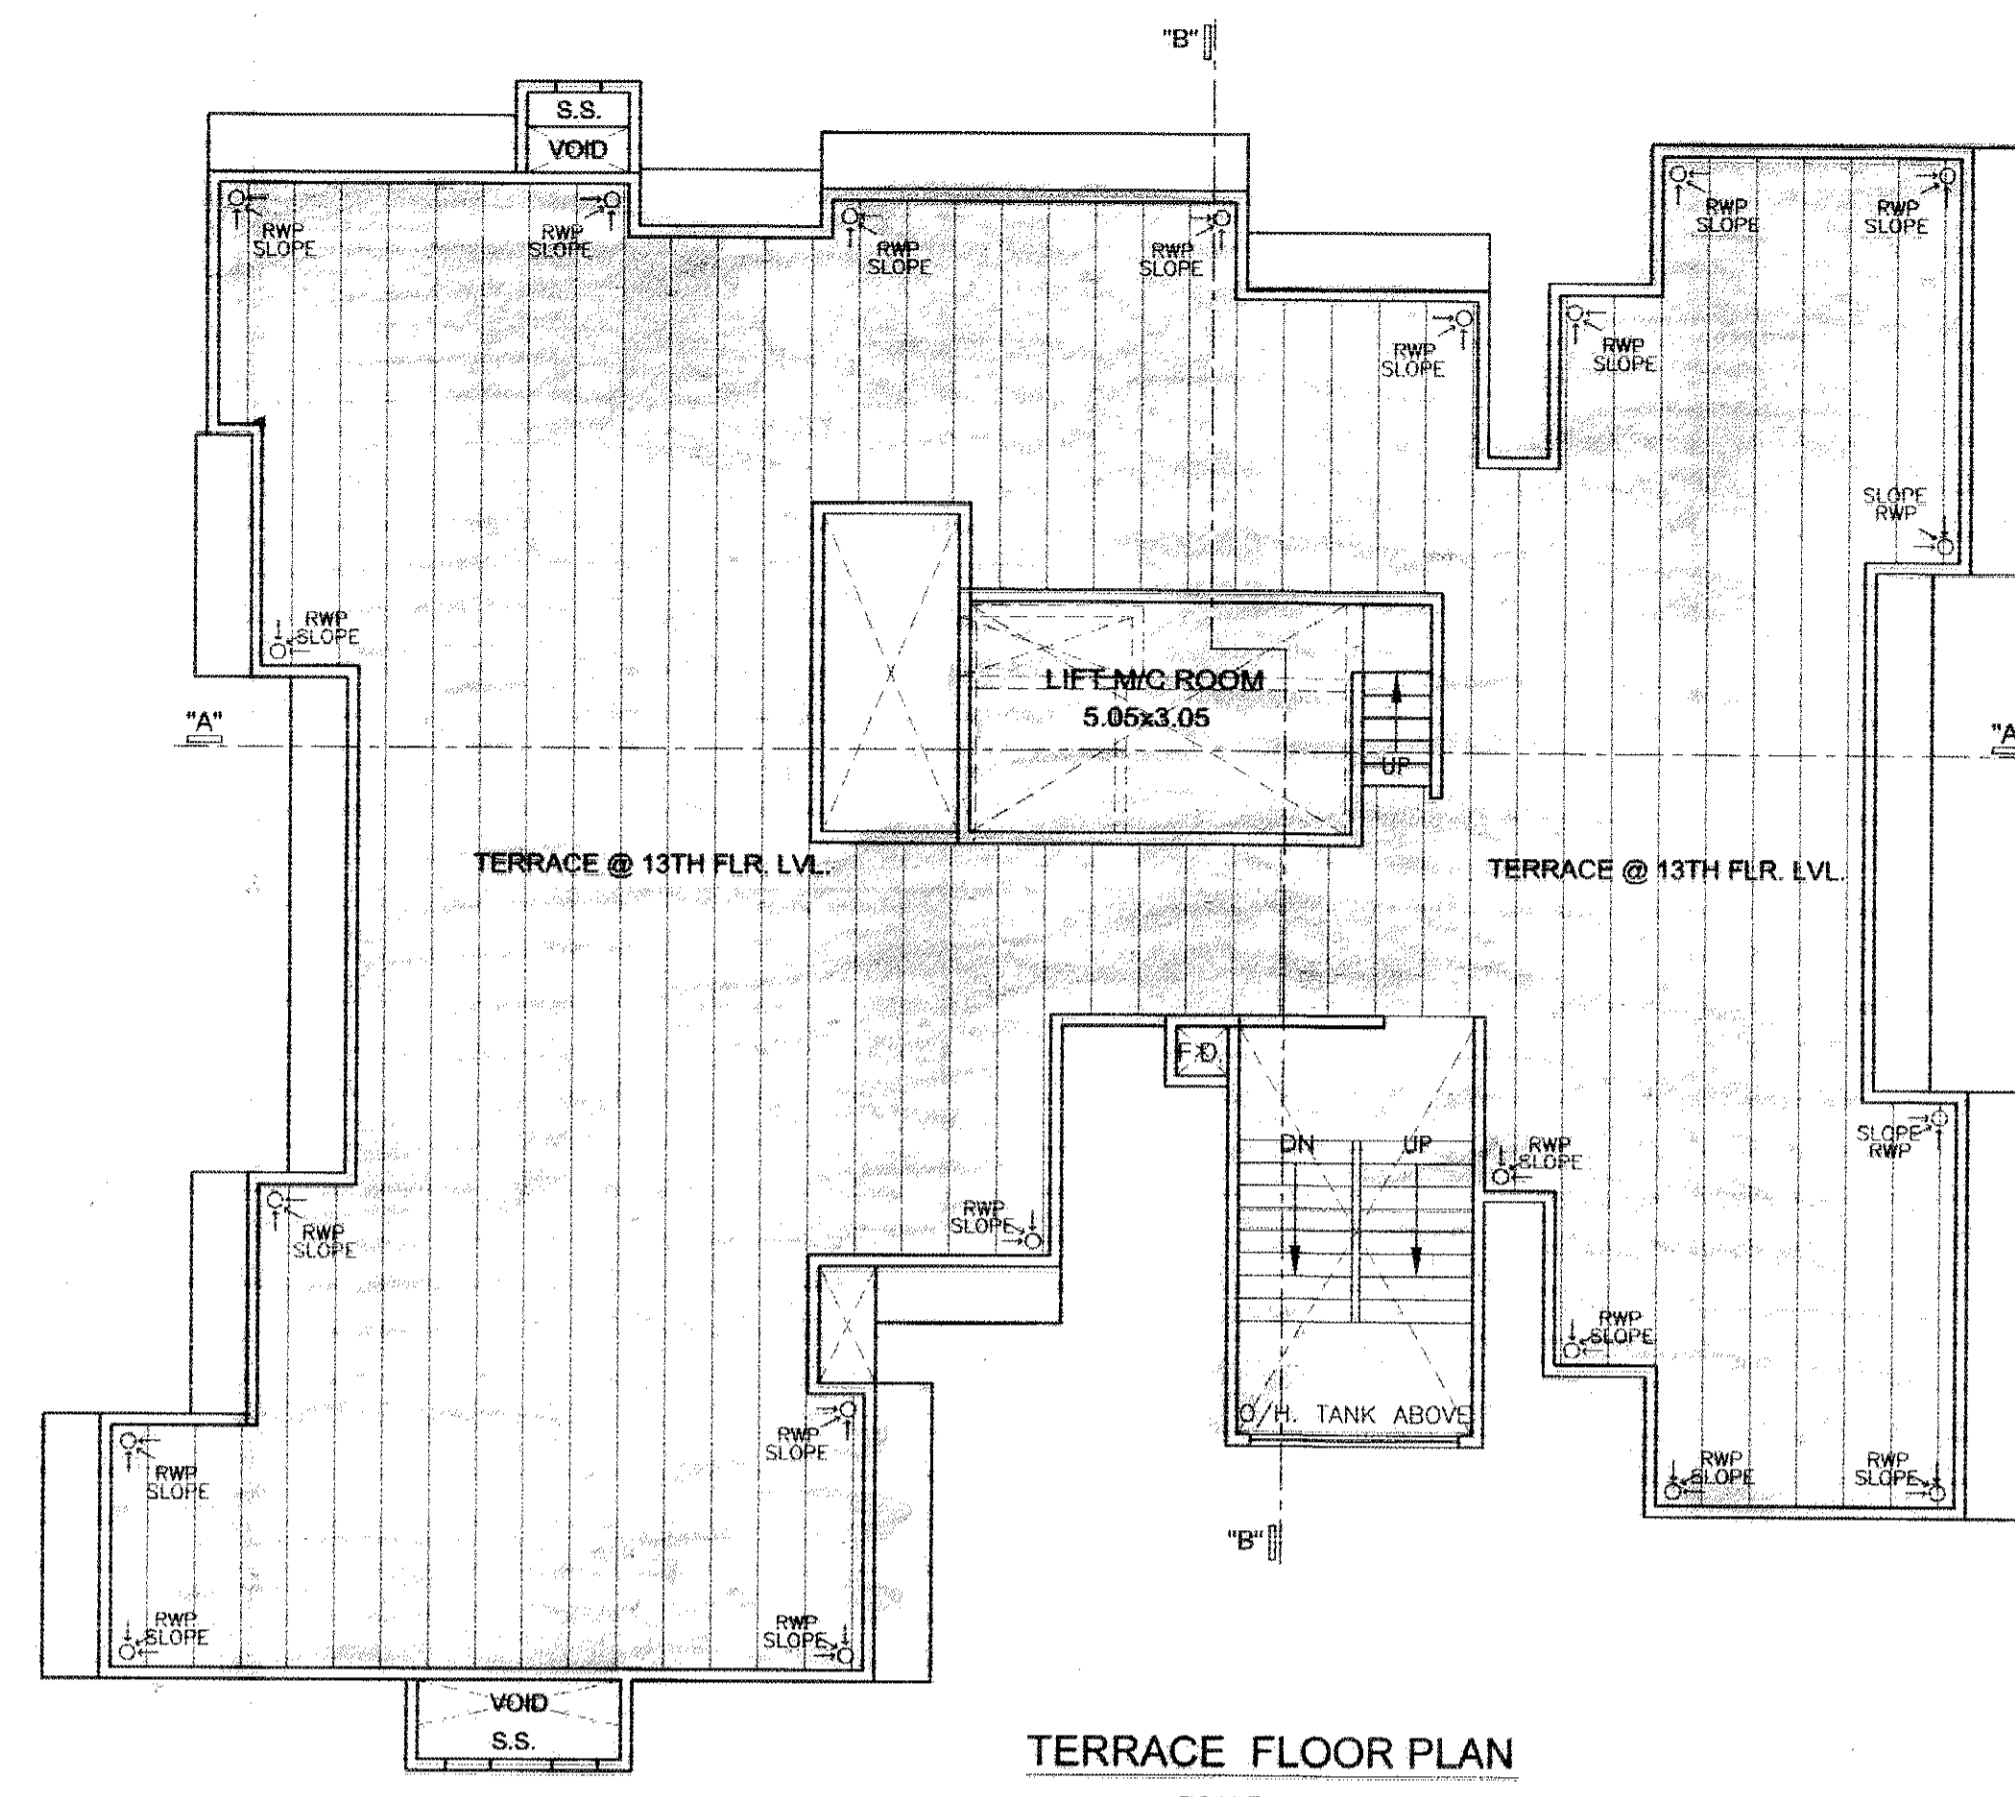 "B"
S.S.
VOID
RWP
SLOPE
RWP
SLOPE
RWP
SLOPE
RWP
SLOPE
RWP
SLOPE
RWP
SLOPE
RWP
SLOPE
RWP
SLOPE
SLOPE
RWP
RWP
SLOPE
LIFT M/C ROOM
5.05x3.05
UP
"A"
"A
TERRACE @ 13TH FLR. LVL.
TERRACE @ 13TH FLR. LVL.
F.D.
DN UP
RWP
SLOPE
SLOPE
RWP
RWP
SLOPE
RWP
SLOPE
RWP
SLOPE
O/H. TANK ABOVE
RWP
SLOPE
RWP
SLOPE
RWP
SLOPE
RWP
SLOPE
"B"
RWP
SLOPE
RWP
SLOPE
VOID
S.S.
TERRACE FLOOR PLAN